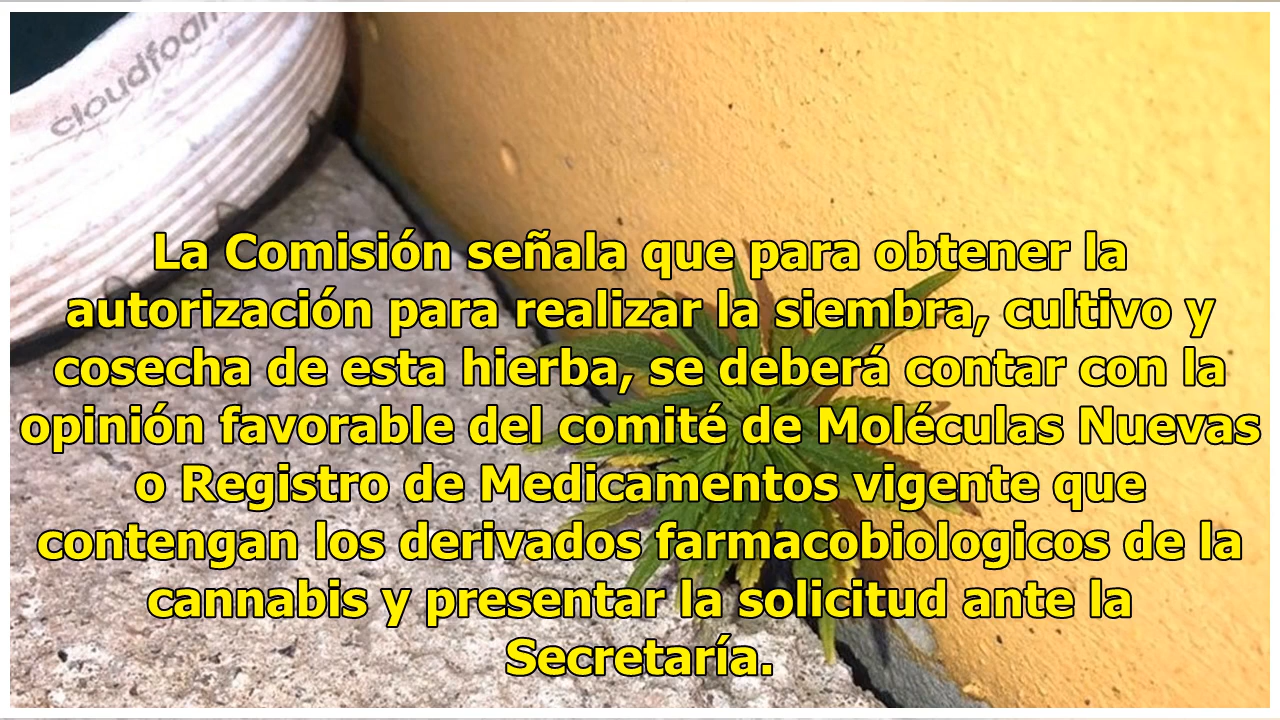 cloudfoam
La Comisión señala que para obtener la
autorización para realizar la siembra, cultivo y
cosecha de esta hierba, se deberá contar con la
opinión favorable del comité de Moléculas Nuevas
o Registro de Medicamentos vigente que
contengan los derivados farmacobiologicos de la
cannabis y presentar la solicitud ante la
Secretaría.